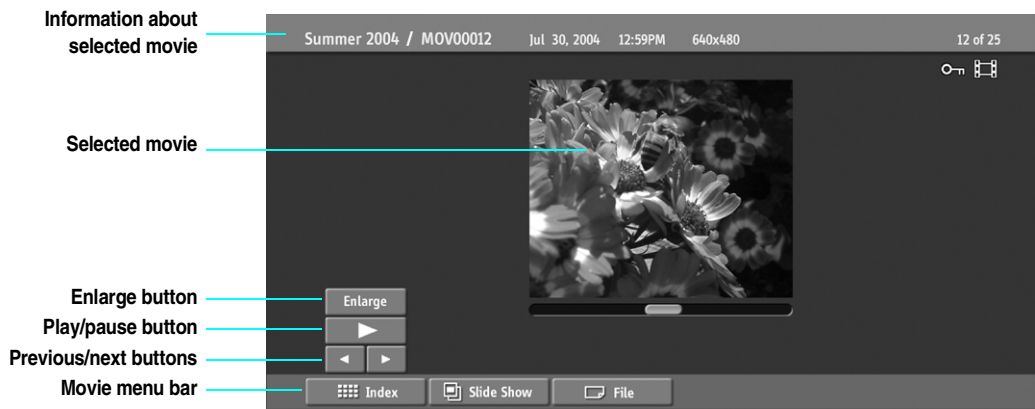 Information about
selected movie
Summer 2004 / MOV00012 Jul 30, 2004 12:59PM 640x480 12 of 25
Selected movie
Enlarge button
Enlarge
Play/pause button
Previous/next buttons
Movie menu bar
Index Slide Show File